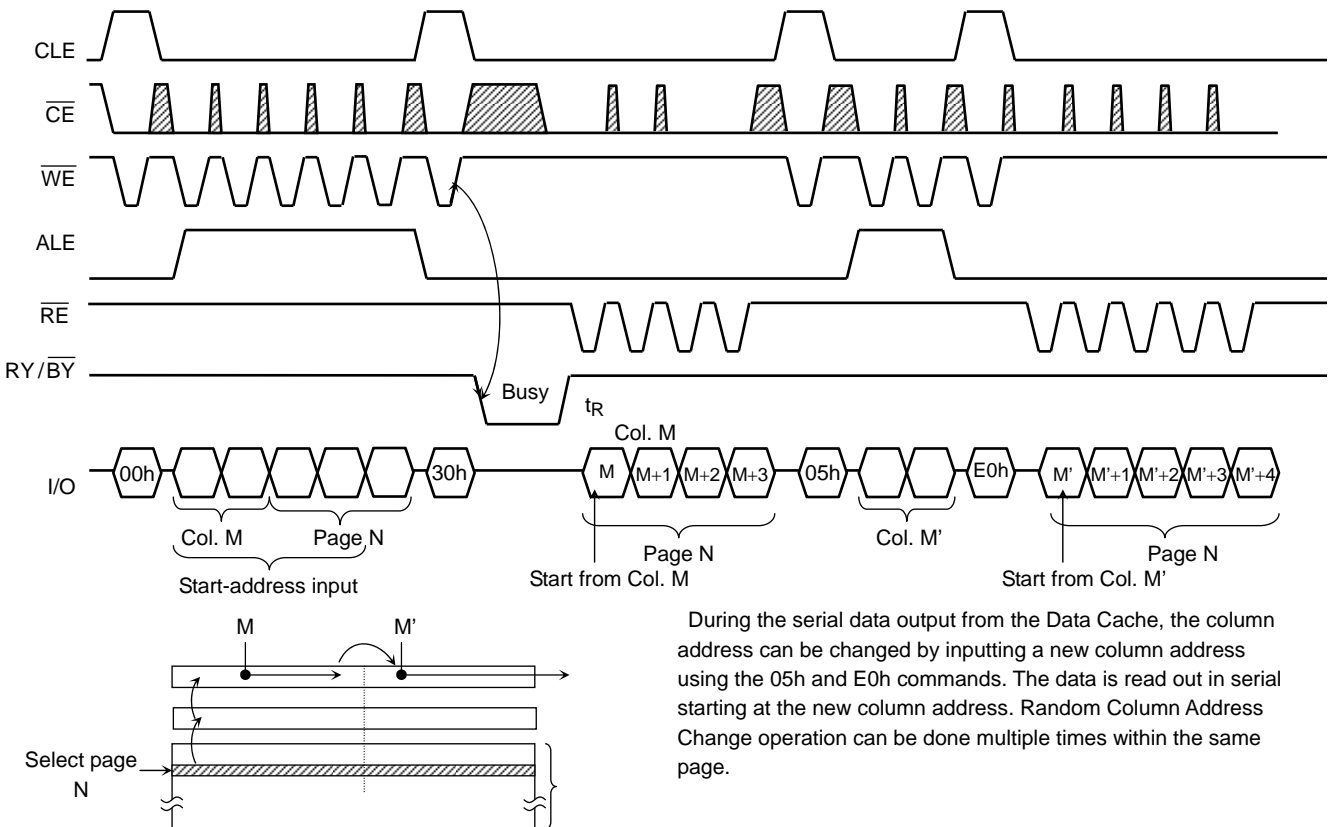 CLE
CE
WE
ALE
RE
RY/BY
Busy
tR
Col. M
I/O
00h
30h
M
M+1
M+2
M+3
05h
E0h
M'
M'+1
M'+2
M'+3
M'+4
Col. M
Page N
Col. M'
Page N
Page N
Start-address input
Start from Col. M
Start from Col. M'
M
M'
Select page
N
During the serial data output from the Data Cache, the column
address can be changed by inputting a new column address
using the 05h and E0h commands. The data is read out in serial
starting at the new column address. Random Column Address
Change operation can be done multiple times within the same
page.